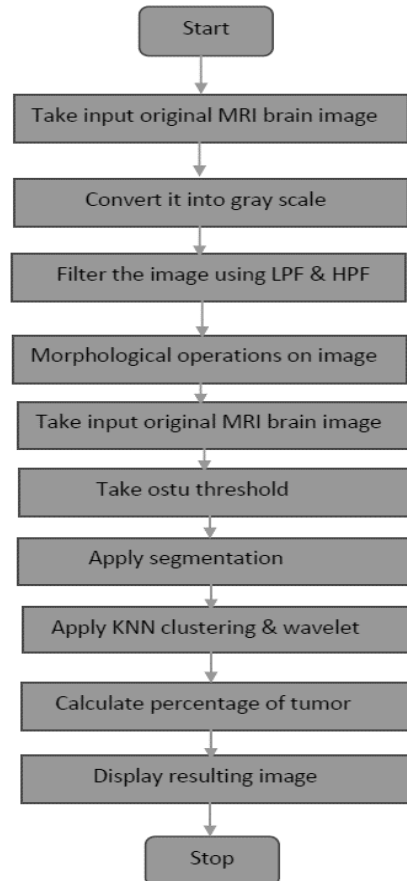 Start
Take input original MRI brain image
Convert it into gray scale
Filter the image using LPF & HPF
Morphological operations on image
Take input original MRI brain image
Take ostu threshold
Apply segmentation
Apply KNN clustering & wavelet
Calculate percentage of tumor
Display resulting image
Stop